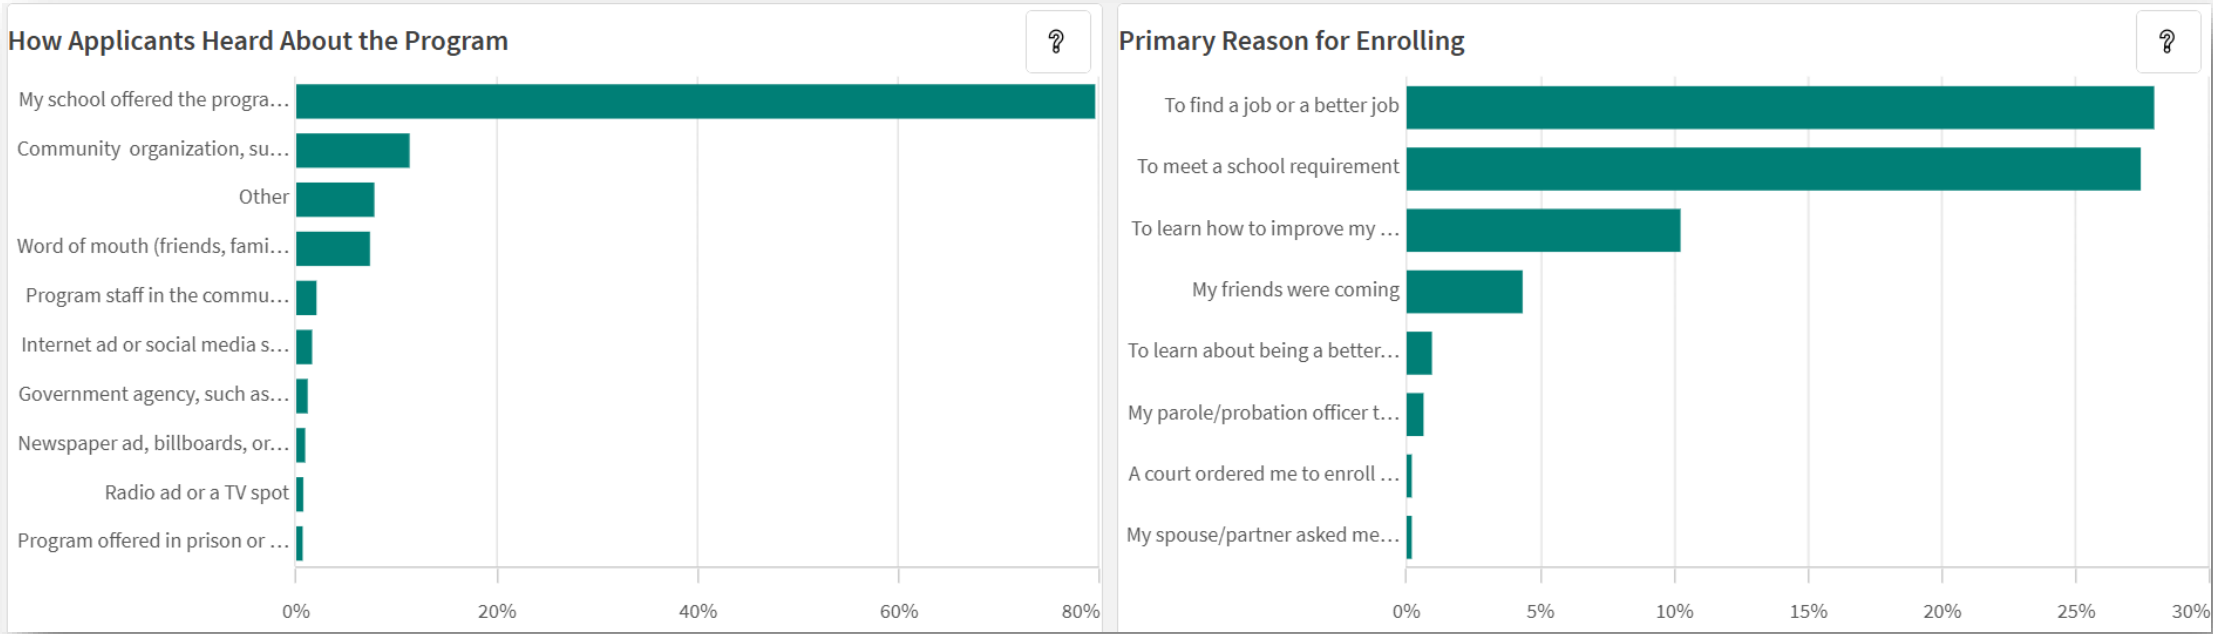 How Applicants Heard About the Program
?
My school offered the progra...
Community  organization, su...
Other
Word of mouth (friends, fami...
Program staff in the commu...
Internet ad or social media s...
Government agency, such as...
Newspaper ad, billboards, or...
Radio ad or a TV spot
Program offered in prison or ...
0% 20% 40% 60% 80%
Primary Reason for Enrolling
?
To find a job or a better job
To meet a school requirement
To learn how to improve my ...
My friends were coming
To learn about being a better...
My parole/probation officer t...
A court ordered me to enroll ...
My spouse/partner asked me...
0% 5% 10% 15% 20% 25% 30%